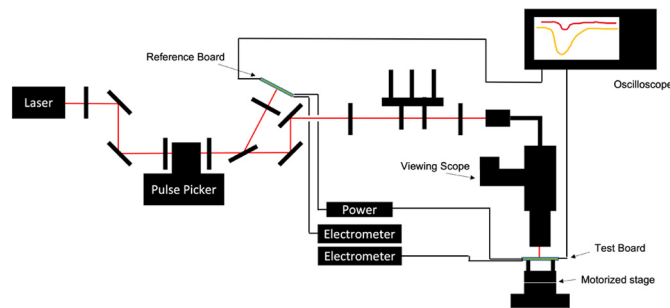 Reference Board
Oscilloscope
Laser
Viewing Scope
Pulse Picker
Power
Electrometer
Electrometer
Test Board
Motorized stage